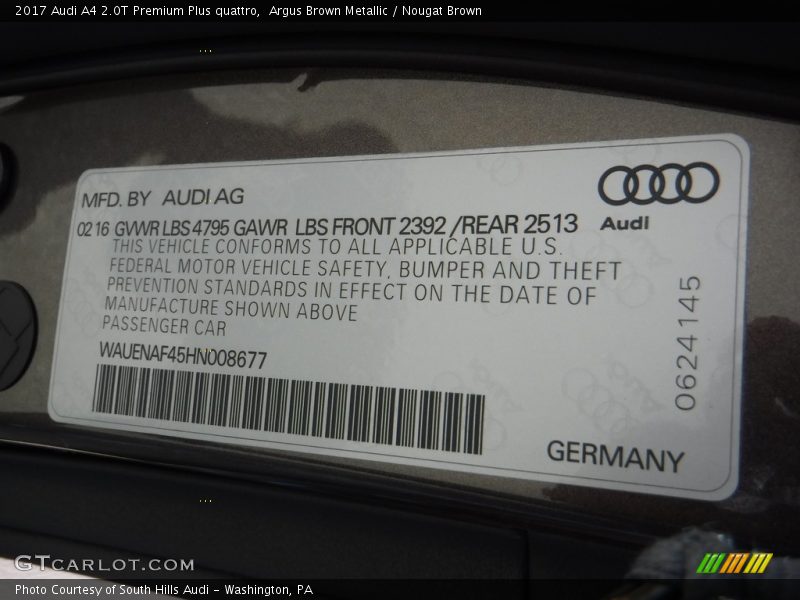 2017 Audi A4 2.0T Premium Plus quattro,  Argus Brown Metallic / Nougat Brown
MFD. BY AUDI AG
0216 GVWR LBS 4795 GAWR LBS FRONT 2392 /REAR 2513
THIS VEHICLE CONFORMS TO ALL APPLICABLE U.S.
FEDERAL MOTOR VEHICLE SAFETY, BUMPER AND THEFT
PREVENTION STANDARDS IN EFFECT ON THE DATE OF
MANUFACTURE SHOWN ABOVE
PASSENGER CAR
WAUENAF45HN008677
Audi
0624145
GERMANY
GTCARLOT.COM
Photo Courtesy of South Hills Audi - Washington, PA